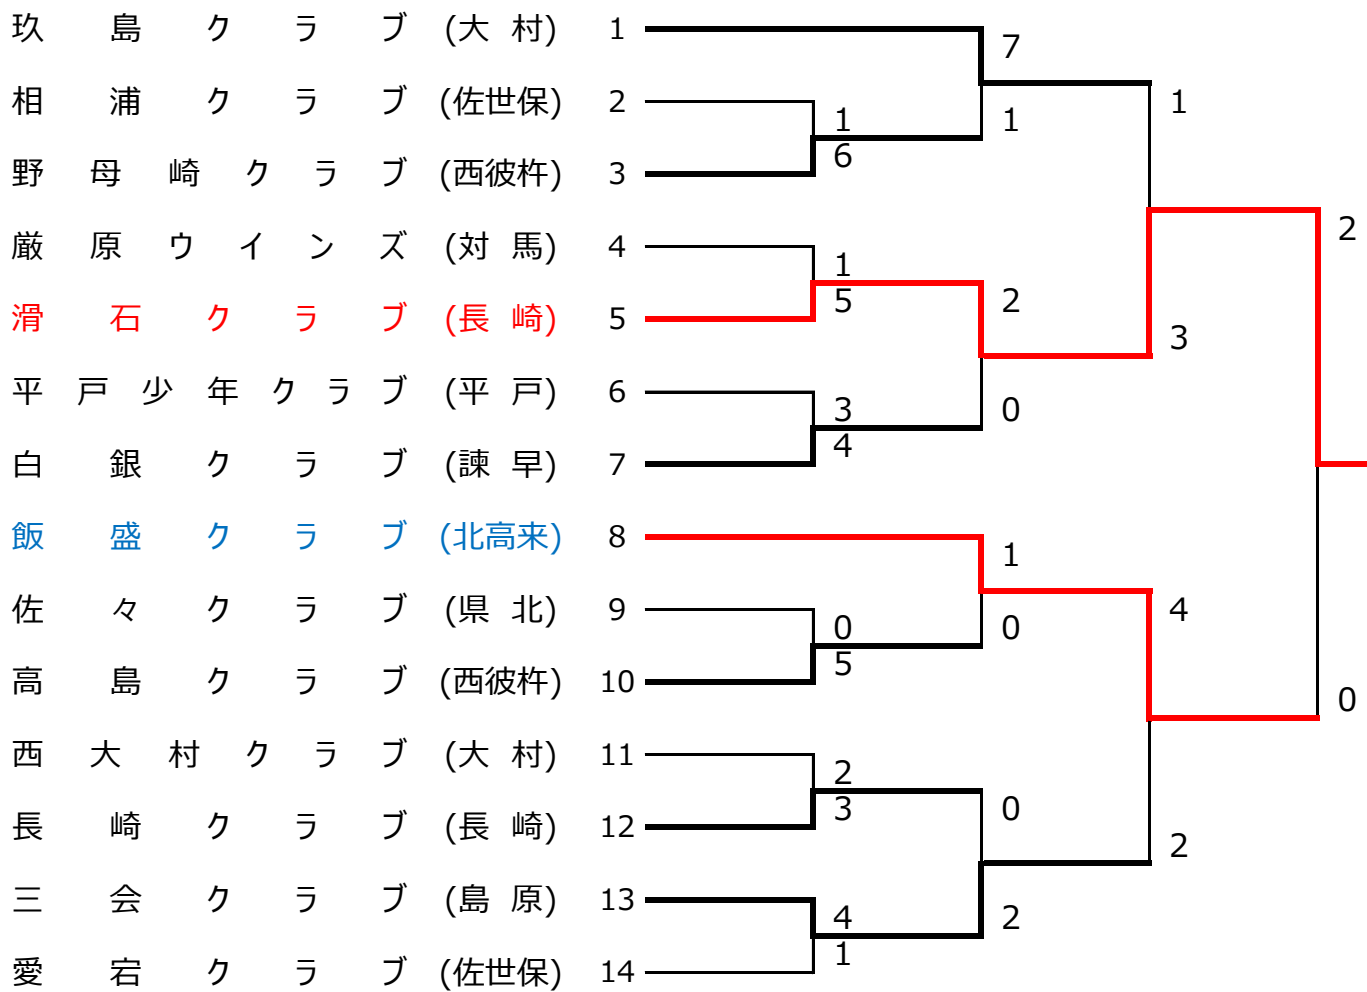 玖島クラブ (大村) 1
7
相浦クラブ (佐世保) 2
1
1
1
野母崎クラブ (西彼杵) 3
6
厳原ウインズ (対馬) 4
2
1
滑石クラブ (長崎) 5
5
2
3
平戸少年クラブ (平戸) 6
3
0
白銀クラブ (諫早) 7
4
飯盛クラブ (北高来) 8
1
佐々クラブ (県北) 9
0
0
4
高島クラブ (西彼杵) 10
5
0
西大村クラブ (大村) 11
2
長崎クラブ (長崎) 12
3
0
2
三会クラブ (島原) 13
4
2
愛宕クラブ (佐世保) 14
1